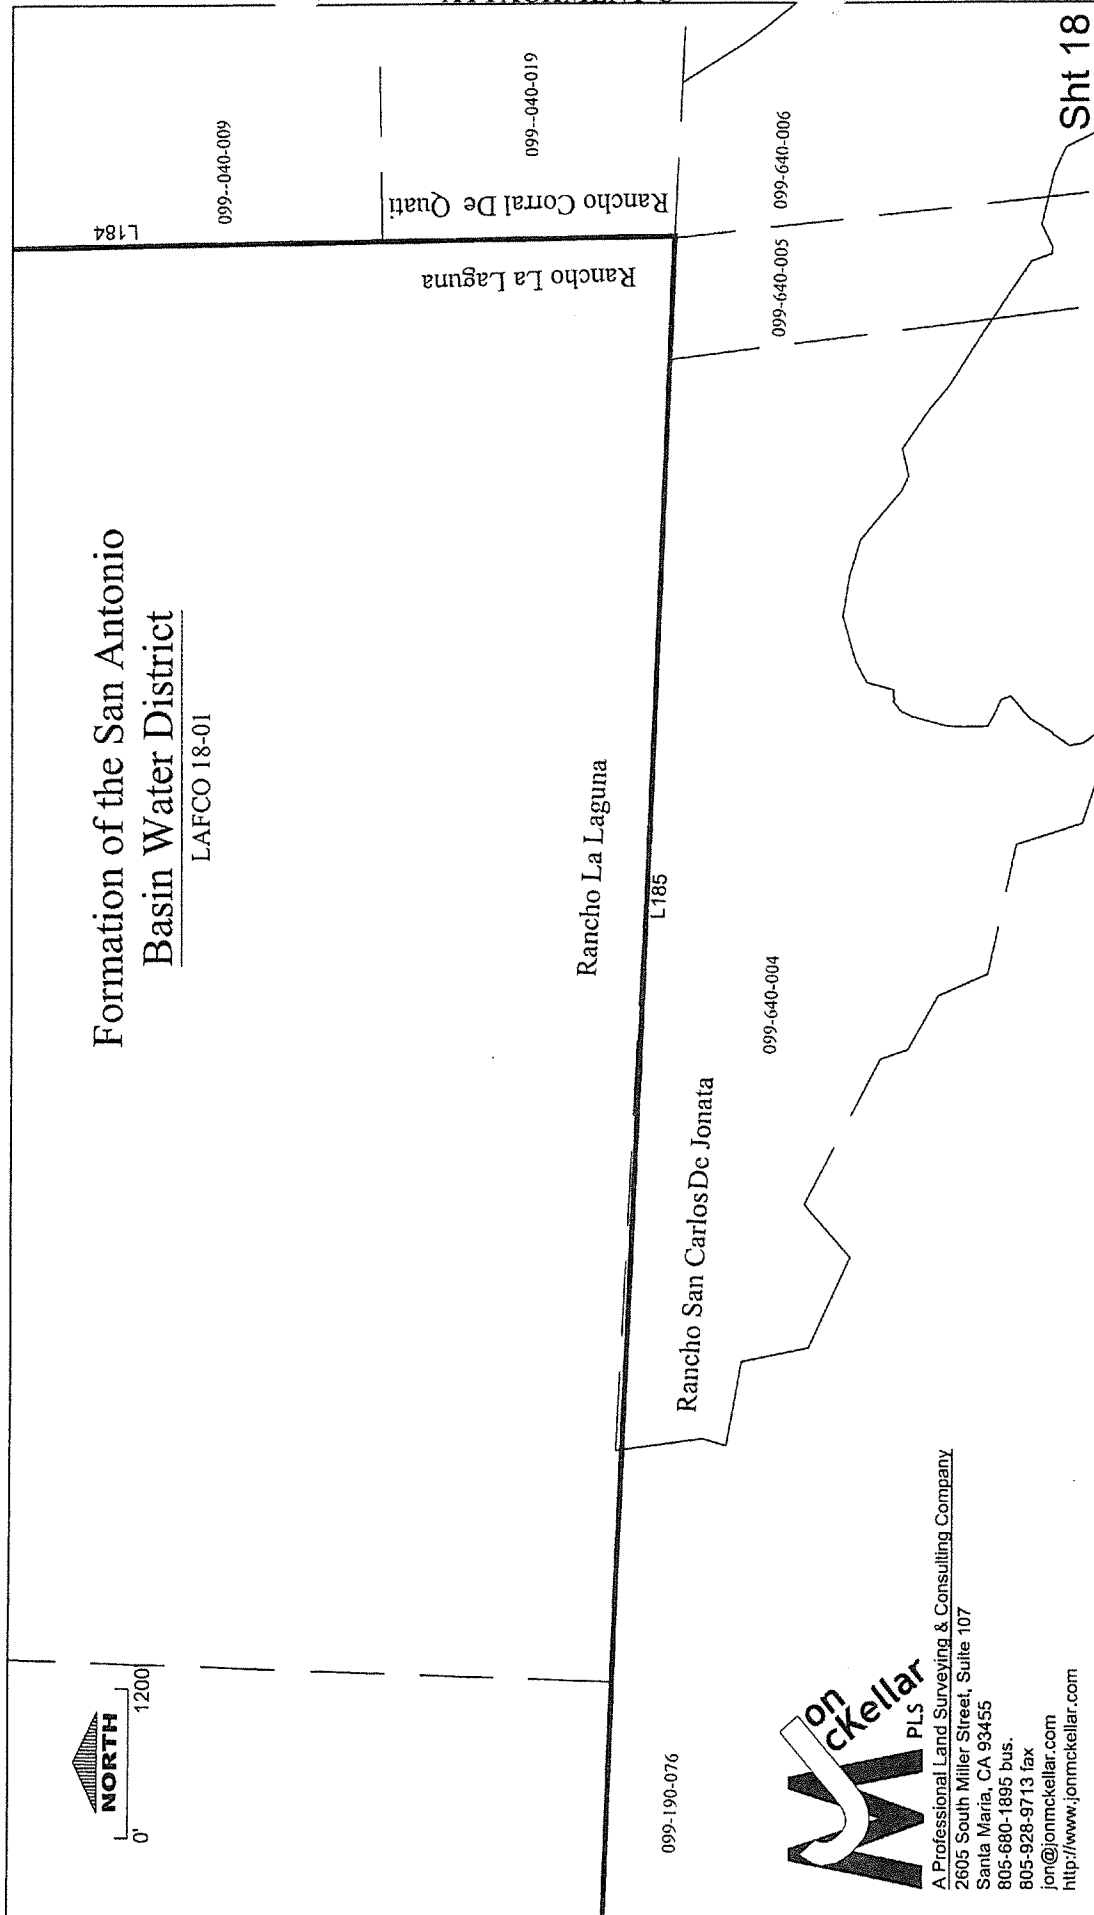 Formation of the San Antonio
Basin Water District
LAFCO 18-01
NORTH
0'
1200'
L184
099--040-009
099--040-019
Rancho Corral De Quati
Rancho La Laguna
Rancho La Laguna
L185
Rancho San CarlosDe Jonata
099-190-076
099-640-004
099-640-005
099-640-006
Jon
McKellar
PLS
A Professional Land Surveying & Consulting Company
2605 South Miller Street, Suite 107
Santa Maria, CA 93455
805-680-1895 bus.
805-928-9713 fax
jon@jonmckellar.com
http://www.jonmckellar.com
Sht 18